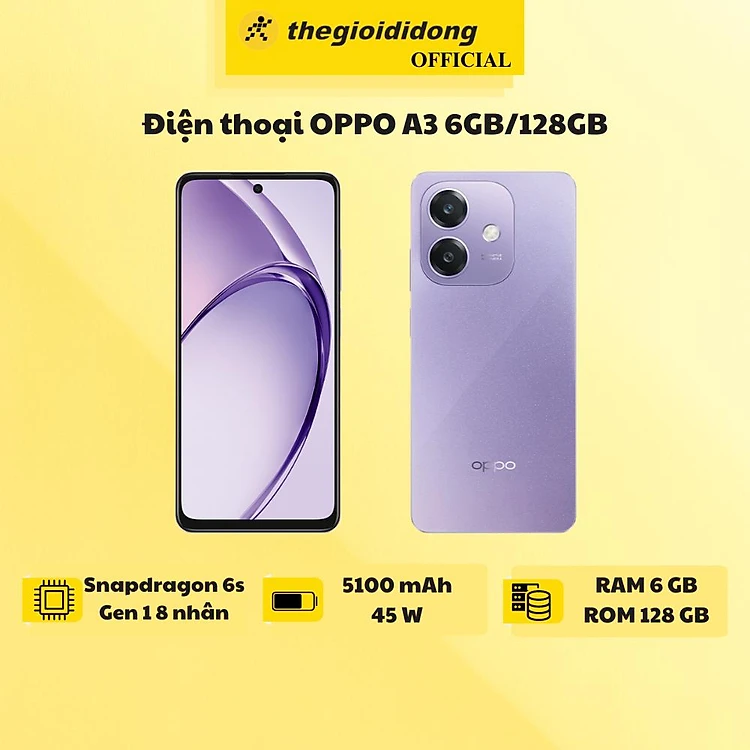 thegioididong
OFFICIAL
Điện thoại OPPO A3 6GB/128GB
oppo
Snapdragon 6s
Gen 1 8 nhân
5100 mAh
45 W
RAM 6 GB
ROM 128 GB